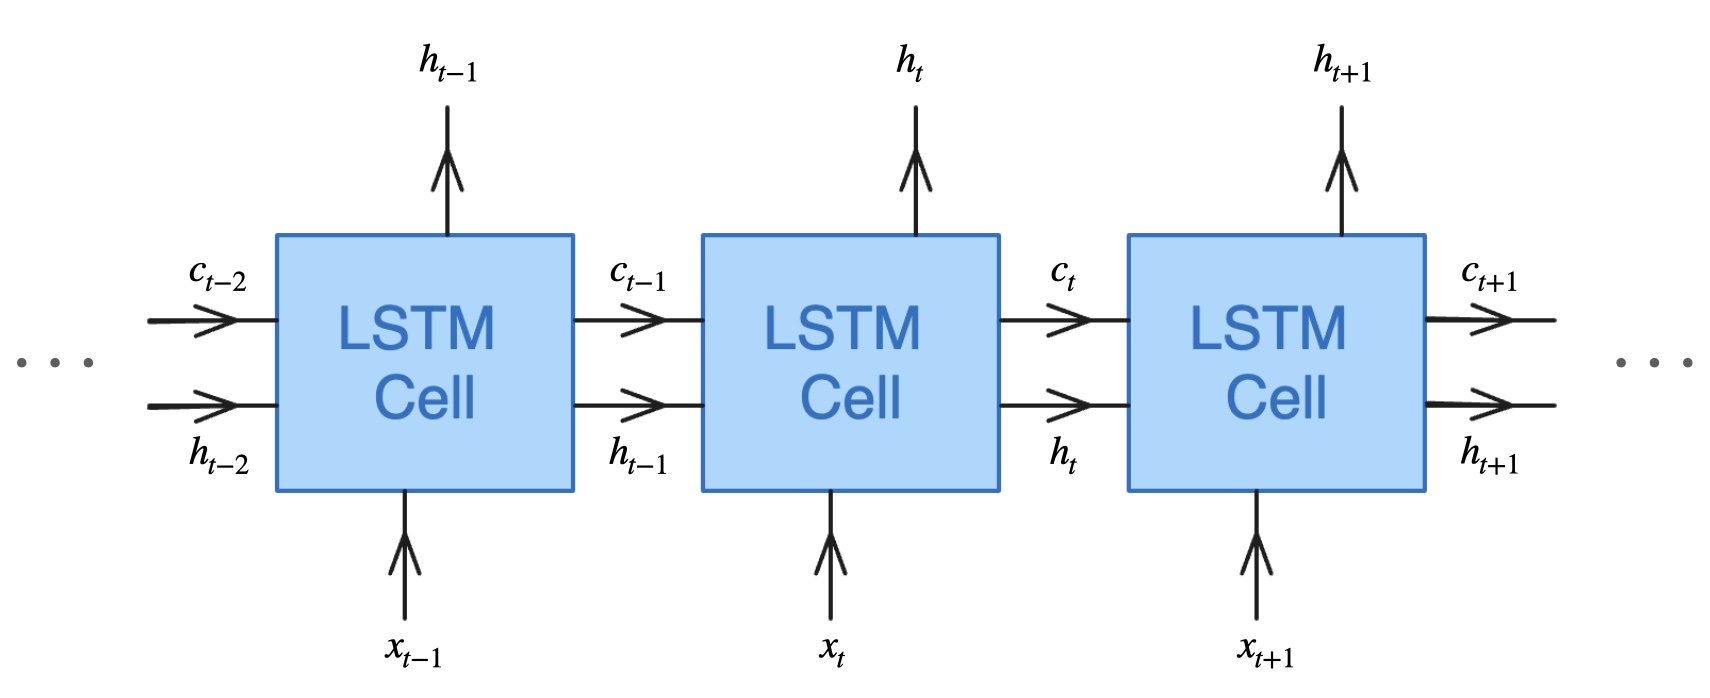 h_{t−1} h_t h_{t+1}
c_{t−2} c_{t−1} c_t c_{t+1}
LSTM LSTM LSTM
. . . Cell Cell Cell . . .
h_{t−2} h_{t−1} h_t h_{t+1}
x_{t−1} x_t x_{t+1}